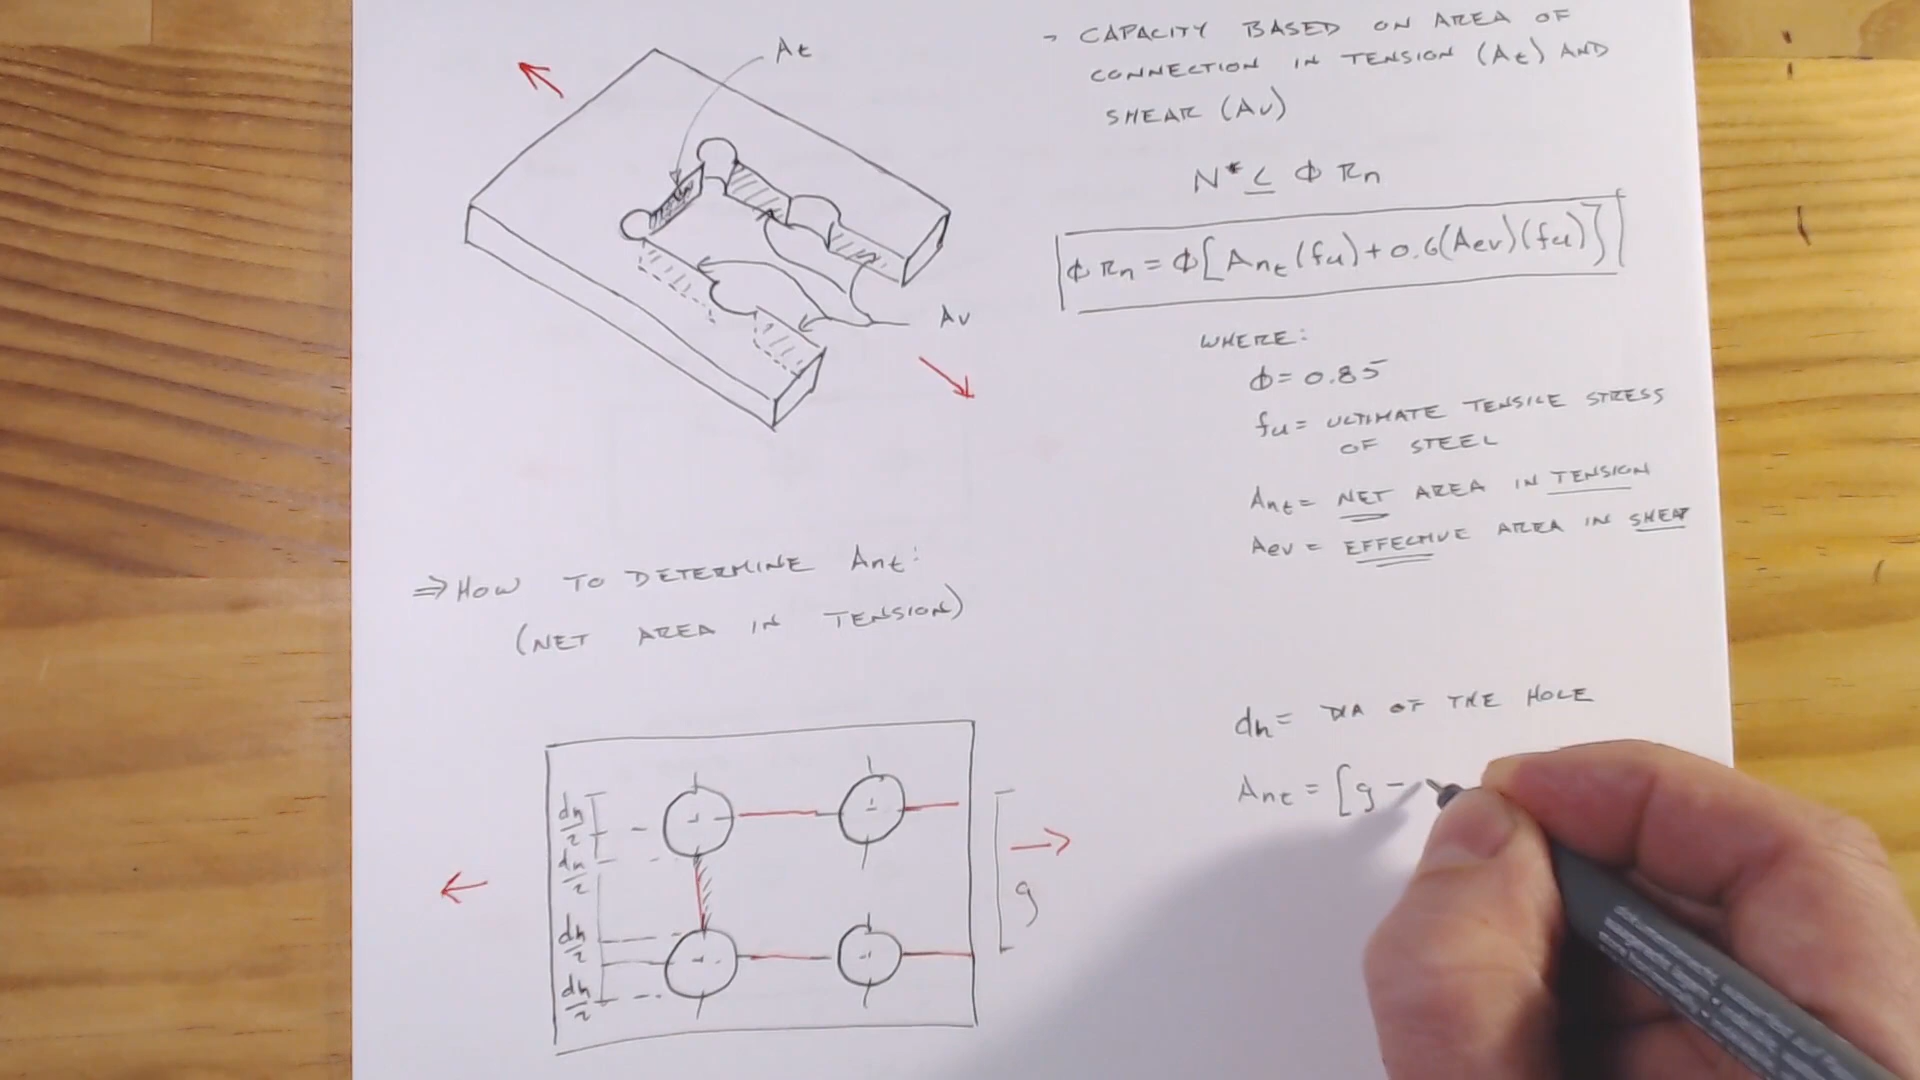 At
- CAPACITY BASED ON AREA OF
CONNECTION IN TENSION (At) AND
SHEAR (Av)
N* ≤ ϕ Rn
ϕ Rn = ϕ [Ant (fu) + 0.6(Aev)(fu)]
Av
WHERE:
ϕ = 0.85
fu = ULTIMATE TENSILE STRESS
OF STEEL
Ant = NET AREA IN TENSION
Aev = EFFECTIVE AREA IN SHEAR
⇒ HOW TO DETERMINE Ant:
(NET AREA IN TENSION)
dh = DIA OF THE HOLE
Ant = [g -
dh/2
dh/2
dh/2
dh/2
g